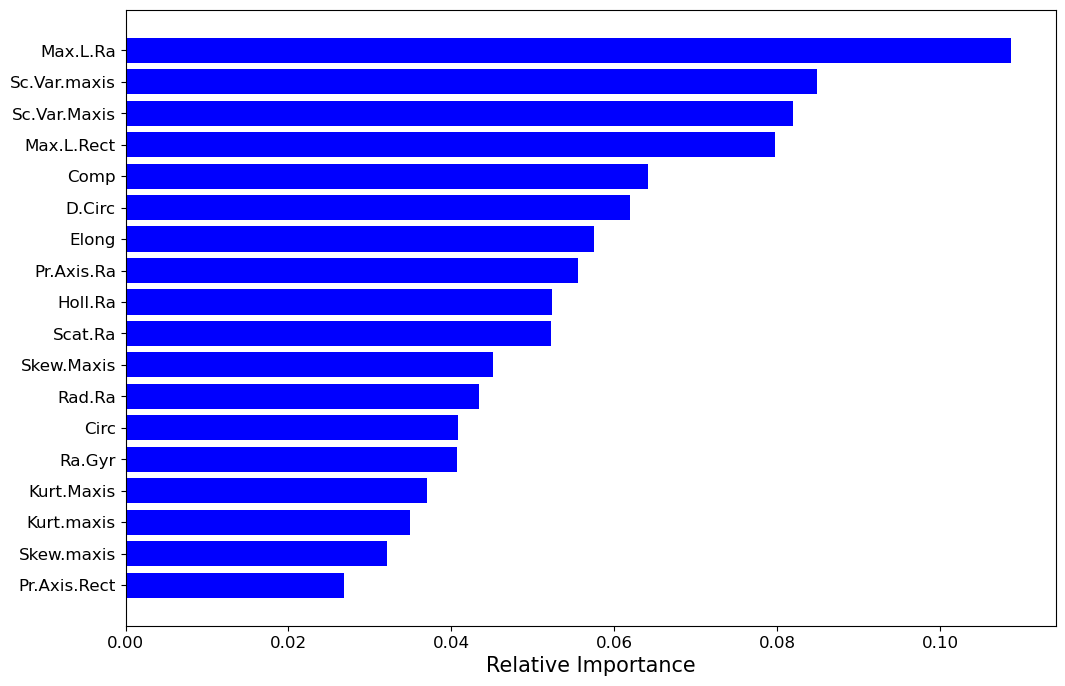 Max.L.Ra
Sc.Var.maxis
Sc.Var.Maxis
Max.L.Rect
Comp
D.Circ
Elong
Pr.Axis.Ra
Holl.Ra
Scat.Ra
Skew.Maxis
Rad.Ra
Circ
Ra.Gyr
Kurt.Maxis
Kurt.maxis
Skew.maxis
Pr.Axis.Rect
0.00 0.02 0.04 0.06 0.08 0.10
Relative Importance